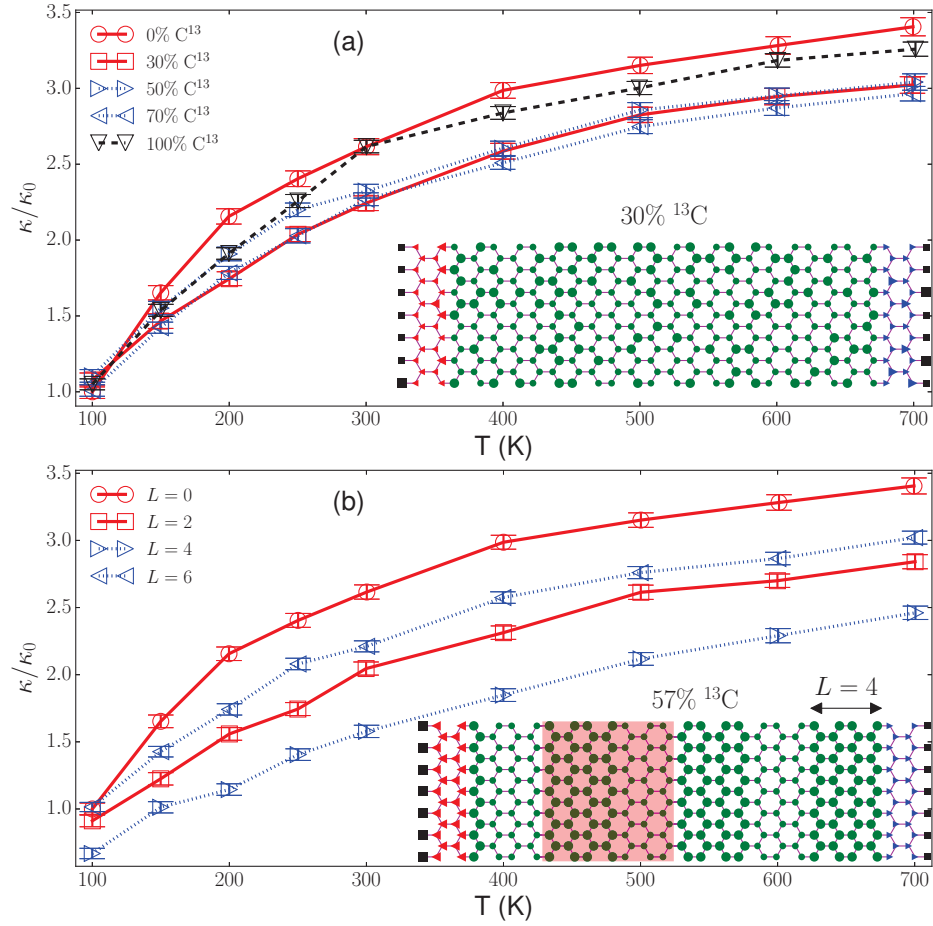 (a)
0% C¹³
30% C¹³
50% C¹³
70% C¹³
100% C¹³
30% ¹³C
κ/κ₀
3.5
3.0
2.5
2.0
1.5
1.0
100 200 300 400 500 600 700
T (K)
(b)
L = 0
L = 2
L = 4
L = 6
57% ¹³C
L = 4
κ/κ₀
3.5
3.0
2.5
2.0
1.5
1.0
100 200 300 400 500 600 700
T (K)